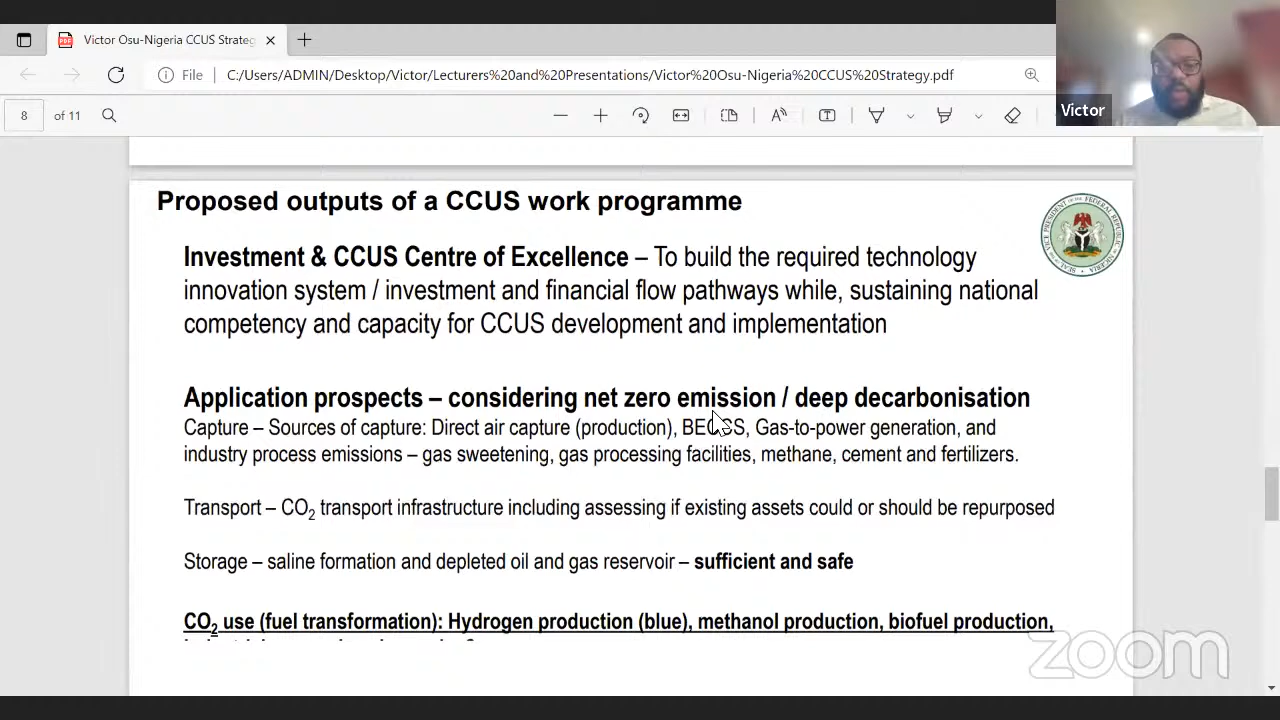 Victor Osu-Nigeria CCUS Strateg
File
C:/Users/ADMIN/Desktop/Victor/Lecturers%20and%20Presentations/Victor%20Osu-Nigeria%20CCUS%20Strategy.pdf
8 of 11
Victor
Proposed outputs of a CCUS work programme
Investment & CCUS Centre of Excellence – To build the required technology
innovation system / investment and financial flow pathways while, sustaining national
competency and capacity for CCUS development and implementation
Application prospects – considering net zero emission / deep decarbonisation
Capture – Sources of capture: Direct air capture (production), BECCS, Gas-to-power generation, and
industry process emissions – gas sweetening, gas processing facilities, methane, cement and fertilizers.
Transport – CO2 transport infrastructure including assessing if existing assets could or should be repurposed
Storage – saline formation and depleted oil and gas reservoir – sufficient and safe
CO2 use (fuel transformation): Hydrogen production (blue), methanol production, biofuel production,
zoom